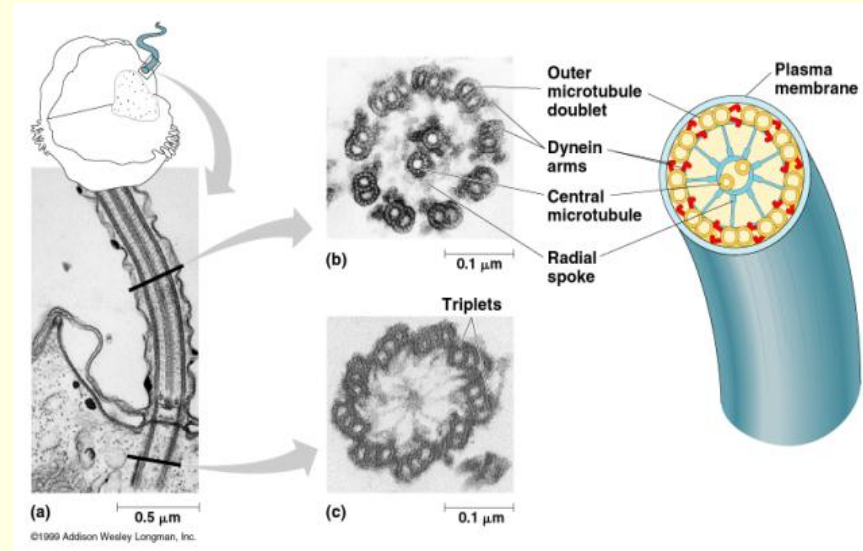 Outer
microtubule
doublet
Dynein
arms
Central
microtubule
Radial
spoke
Plasma
membrane
(b)
0.1 μm
Triplets
(a)
0.5 μm
(c)
0.1 μm
©1999 Addison Wesley Longman, Inc.